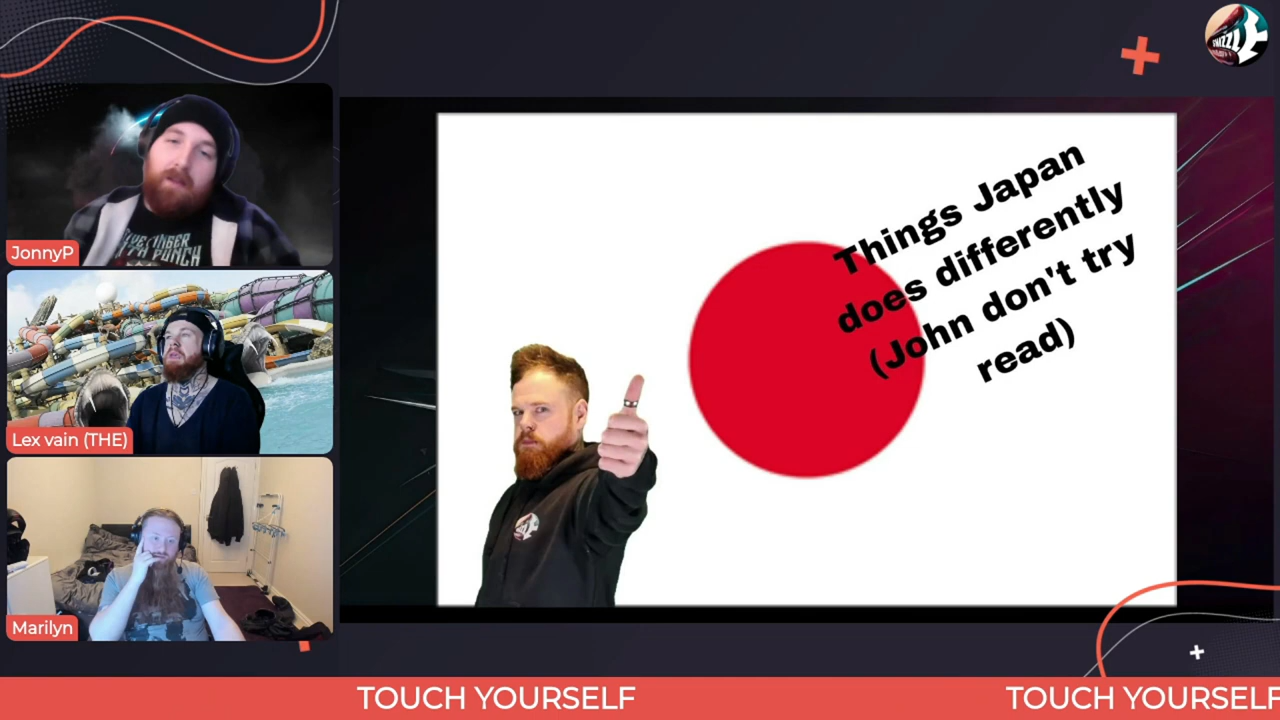 JonnyP
Lex vain (THE)
Marilyn
Things Japan
does differently
(John don't try
read)
TOUCH YOURSELF
TOUCH YOURSELF